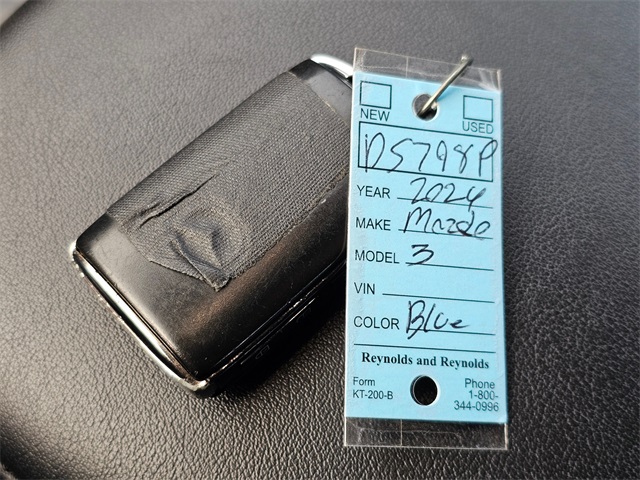 NEW USED
DS798P
YEAR 2024
MAKE Mazda
MODEL 3
VIN
COLOR Blue
Reynolds and Reynolds
Form Phone
KT-200-B 1-800-
344-0996